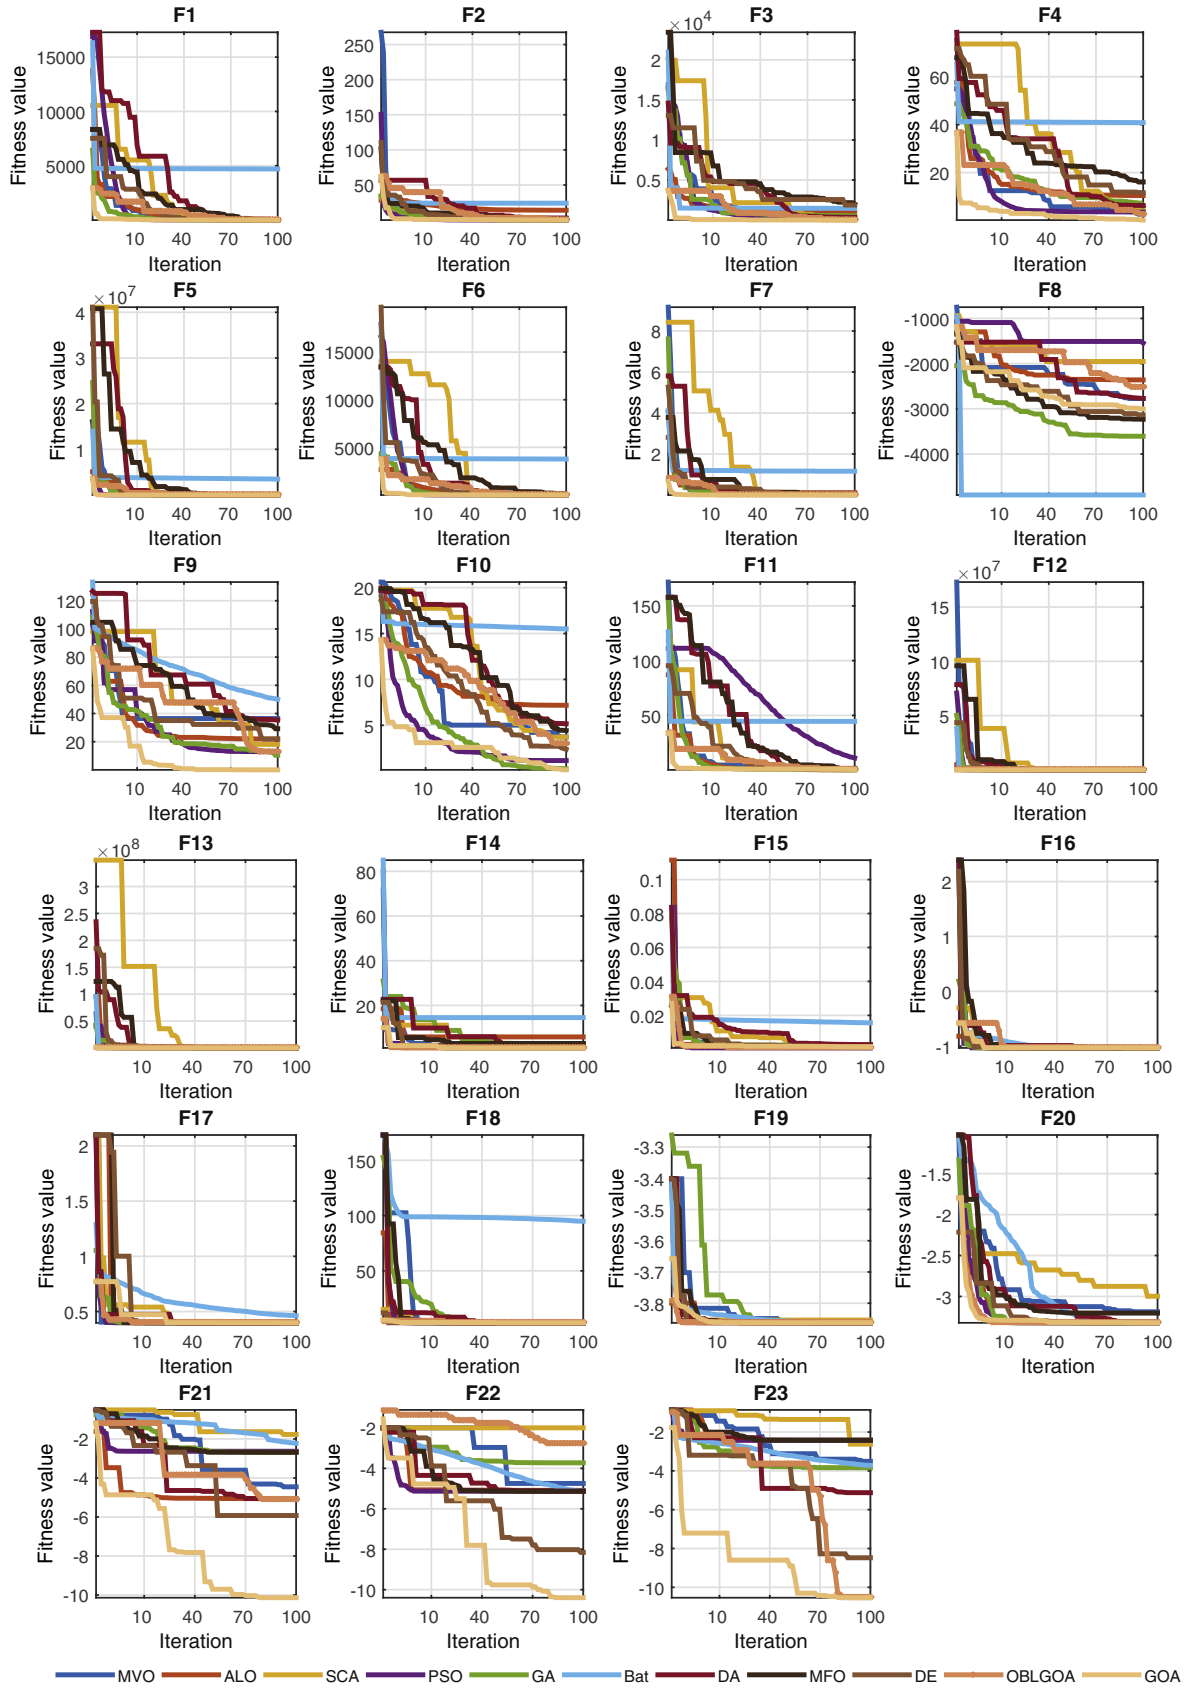 F1
F2
F3
F4
×10^4
Fitness value
15000
10000
5000
10 40 70 100
Iteration
Fitness value
250
200
150
100
50
10 40 70 100
Iteration
Fitness value
2
1.5
1
0.5
10 40 70 100
Iteration
Fitness value
60
40
20
10 40 70 100
Iteration
F5
F6
F7
F8
×10^7
Fitness value
4
3
2
1
10 40 70 100
Iteration
Fitness value
15000
10000
5000
10 40 70 100
Iteration
Fitness value
8
6
4
2
10 40 70 100
Iteration
Fitness value
-1000
-2000
-3000
-4000
10 40 70 100
Iteration
F9
F10
F11
F12
×10^7
Fitness value
120
100
80
60
40
20
10 40 70 100
Iteration
Fitness value
20
15
10
5
10 40 70 100
Iteration
Fitness value
150
100
50
10 40 70 100
Iteration
Fitness value
15
10
5
10 40 70 100
Iteration
F13
F14
F15
F16
×10^8
Fitness value
3
2.5
2
1.5
1
0.5
10 40 70 100
Iteration
Fitness value
80
60
40
20
10 40 70 100
Iteration
Fitness value
0.1
0.08
0.06
0.04
0.02
10 40 70 100
Iteration
Fitness value
2
1
0
-1
10 40 70 100
Iteration
F17
F18
F19
F20
Fitness value
2
1.5
1
0.5
10 40 70 100
Iteration
Fitness value
150
100
50
10 40 70 100
Iteration
Fitness value
-3.3
-3.4
-3.5
-3.6
-3.7
-3.8
10 40 70 100
Iteration
Fitness value
-1.5
-2
-2.5
-3
10 40 70 100
Iteration
F21
F22
F23
Fitness value
-2
-4
-6
-8
-10
10 40 70 100
Iteration
Fitness value
-2
-4
-6
-8
-10
10 40 70 100
Iteration
Fitness value
-2
-4
-6
-8
-10
10 40 70 100
Iteration
MVO ALO SCA PSO GA Bat DA MFO DE OBLGOA GOA